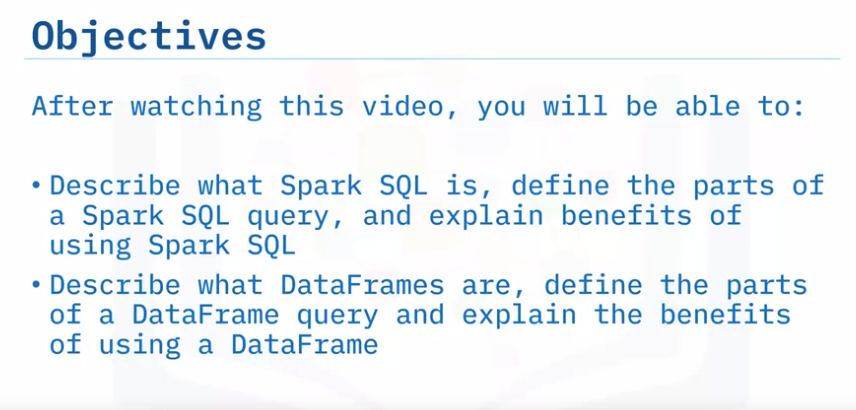 Objectives
After watching this video, you will be able to:
• Describe what Spark SQL is, define the parts of
a Spark SQL query, and explain benefits of
using Spark SQL
• Describe what DataFrames are, define the parts
of a DataFrame query and explain the benefits
of using a DataFrame